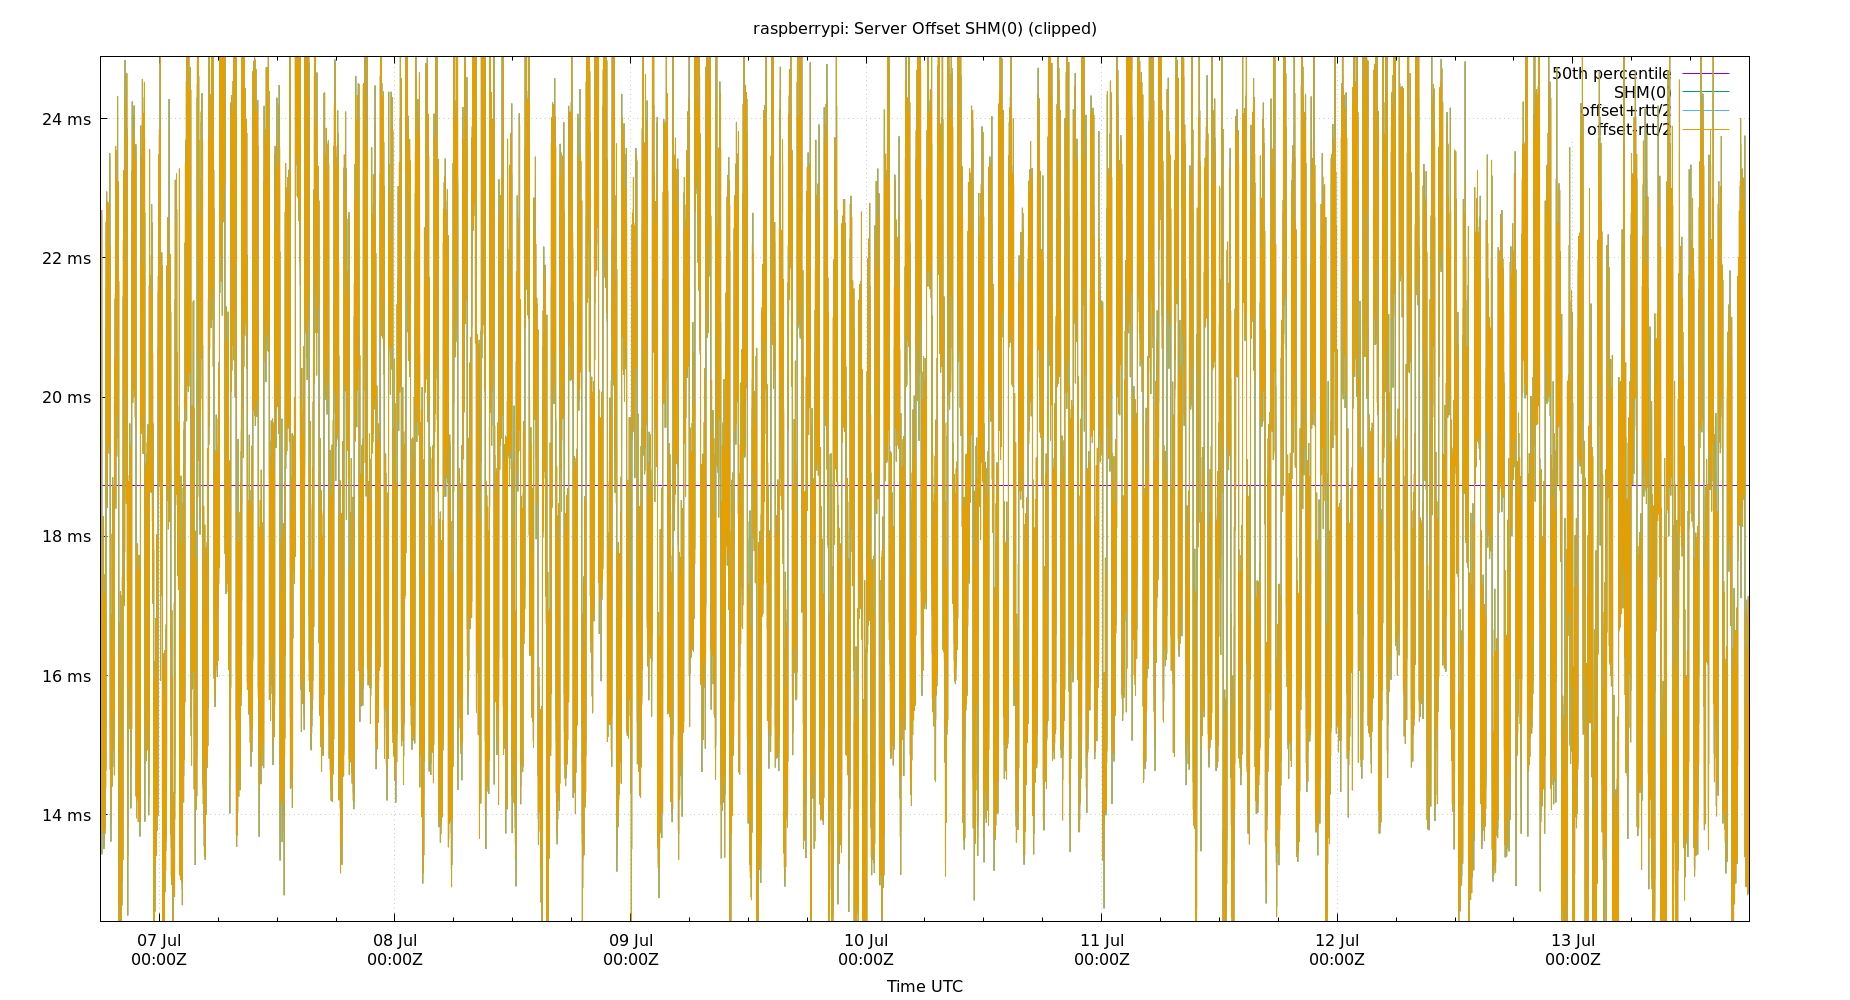 raspberrypi: Server Offset SHM(0) (clipped)
50th percentile
SHM(0)
offset+rtt/2
offset-rtt/2
24 ms
22 ms
20 ms
18 ms
16 ms
14 ms
07 Jul
00:00Z
08 Jul
00:00Z
09 Jul
00:00Z
10 Jul
00:00Z
11 Jul
00:00Z
12 Jul
00:00Z
13 Jul
00:00Z
Time UTC